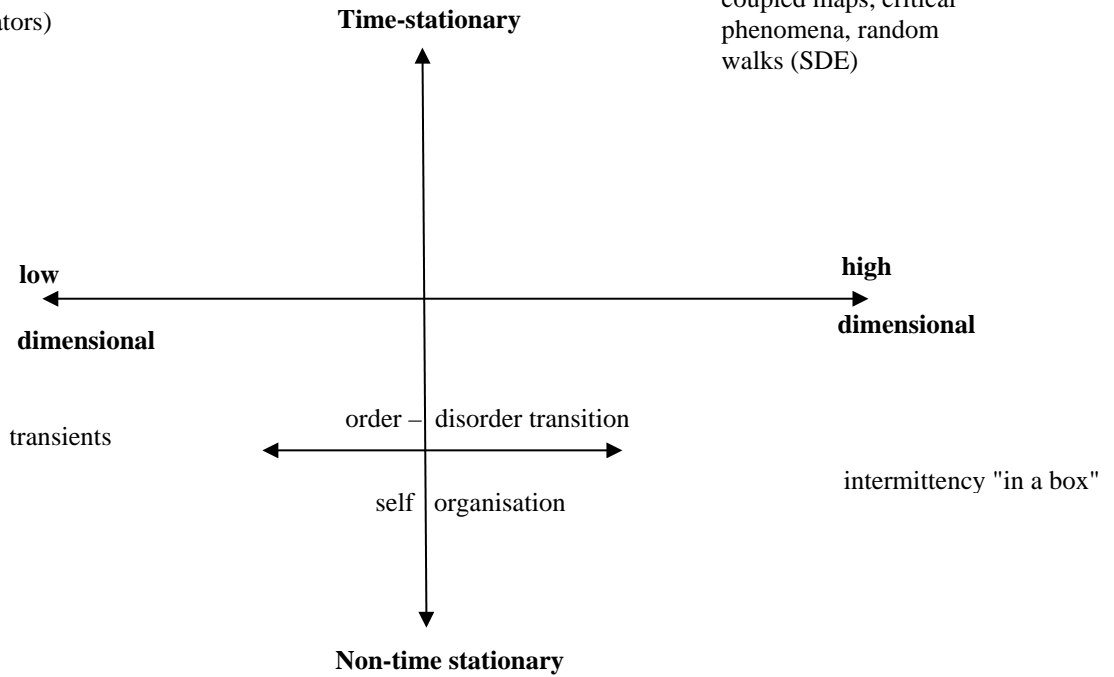 ators)
Time-stationary
coupled maps, critical
phenomena, random
walks (SDE)
low
high
dimensional
dimensional
order – disorder transition
transients
intermittency "in a box"
self organisation
Non-time stationary